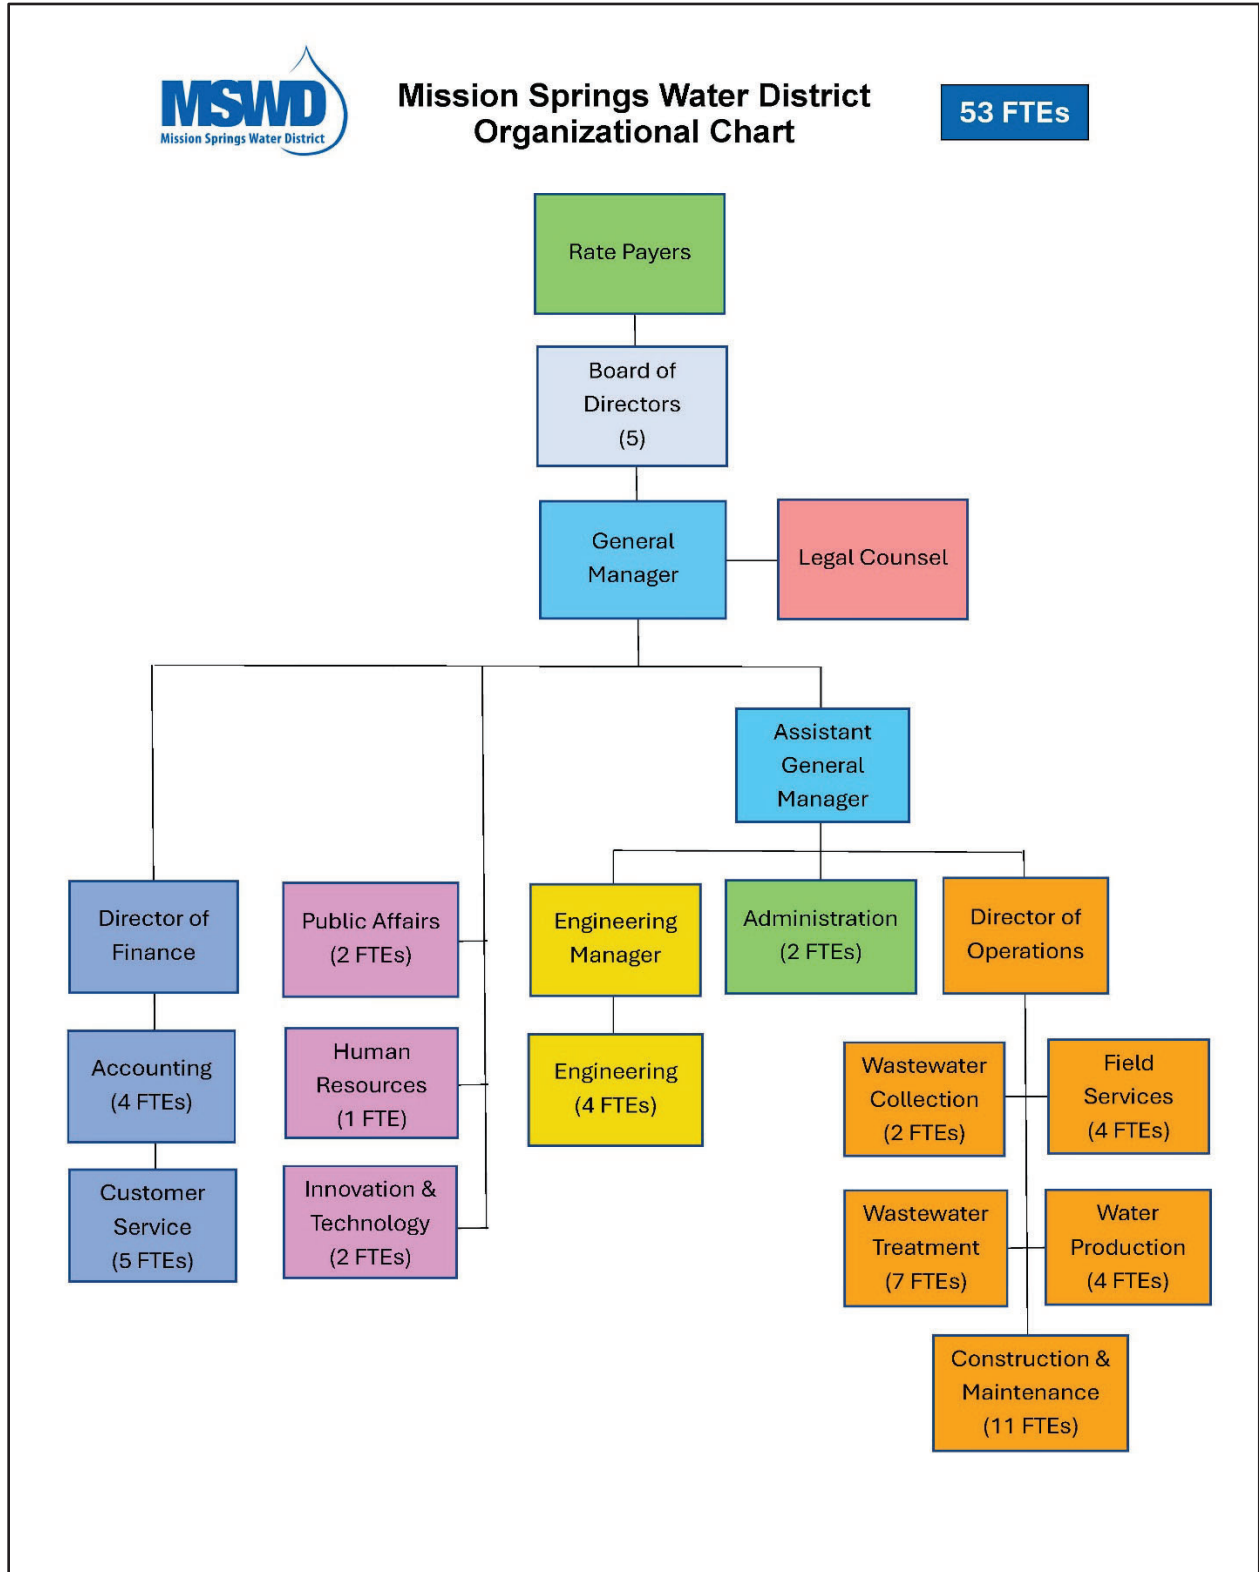 MSWD
Mission Springs Water District
Mission Springs Water District
Organizational Chart
53 FTEs
Rate Payers
Board of
Directors
(5)
General
Manager
Legal Counsel
Assistant
General
Manager
Director of
Finance
Public Affairs
(2 FTEs)
Engineering
Manager
Administration
(2 FTEs)
Director of
Operations
Accounting
(4 FTEs)
Human
Resources
(1 FTE)
Engineering
(4 FTEs)
Wastewater
Collection
(2 FTEs)
Field
Services
(4 FTEs)
Customer
Service
(5 FTEs)
Innovation &
Technology
(2 FTEs)
Wastewater
Treatment
(7 FTEs)
Water
Production
(4 FTEs)
Construction &
Maintenance
(11 FTEs)